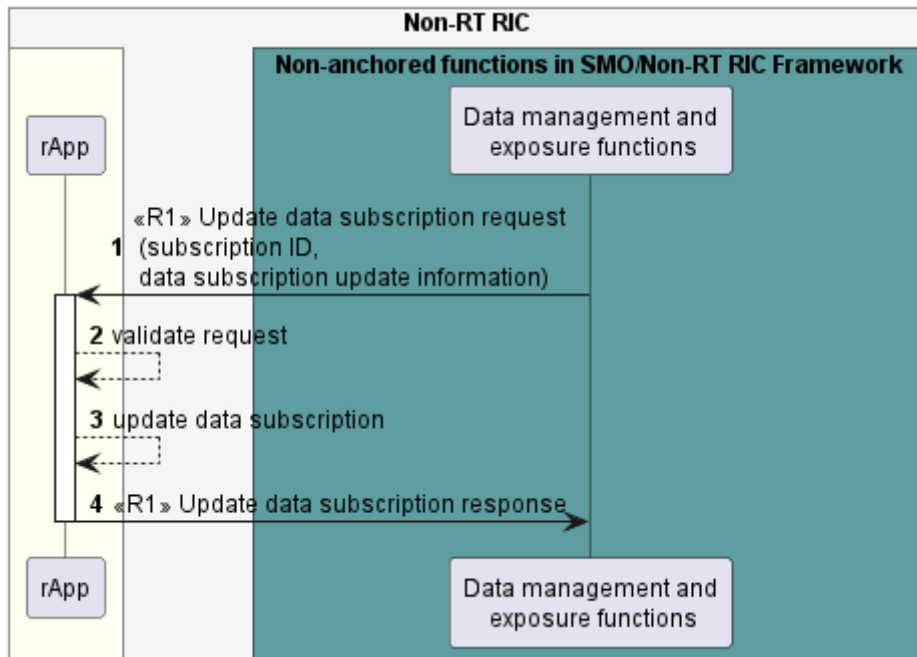 Non-RT RIC
Non-anchored functions in SMO/Non-RT RIC Framework
rApp
Data management and
exposure functions
«R1» Update data subscription request
1 (subscription ID,
data subscription update information)
2 validate request
3 update data subscription
4 «R1» Update data subscription response
rApp
Data management and
exposure functions